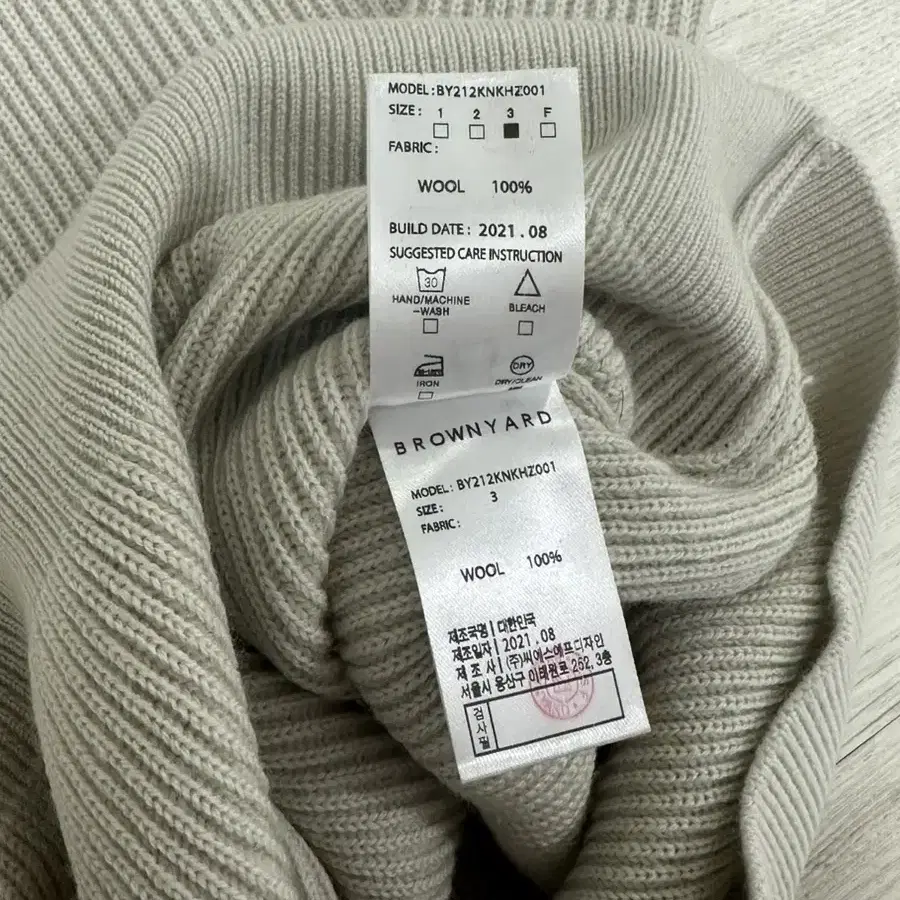 MODEL:BY212KNKHZ001
SIZE: 1 2 3 F
FABRIC:
WOOL 100%
BUILD DATE: 2021.08
SUGGESTED CARE INSTRUCTION
30
HAND/MACHINE BLEACH
-WASH
DRY
IRON DRY/CLEAN
BROWNYARD
MODEL: BY212KNKHZ001
SIZE: 3
FABRIC:
WOOL 100%
제조국명 | 대한민국
제조일자 | 2021.08
제 조 사 | (주)씨에스에프디자인
서울시 용산구 이태원로 252, 3층
검사필